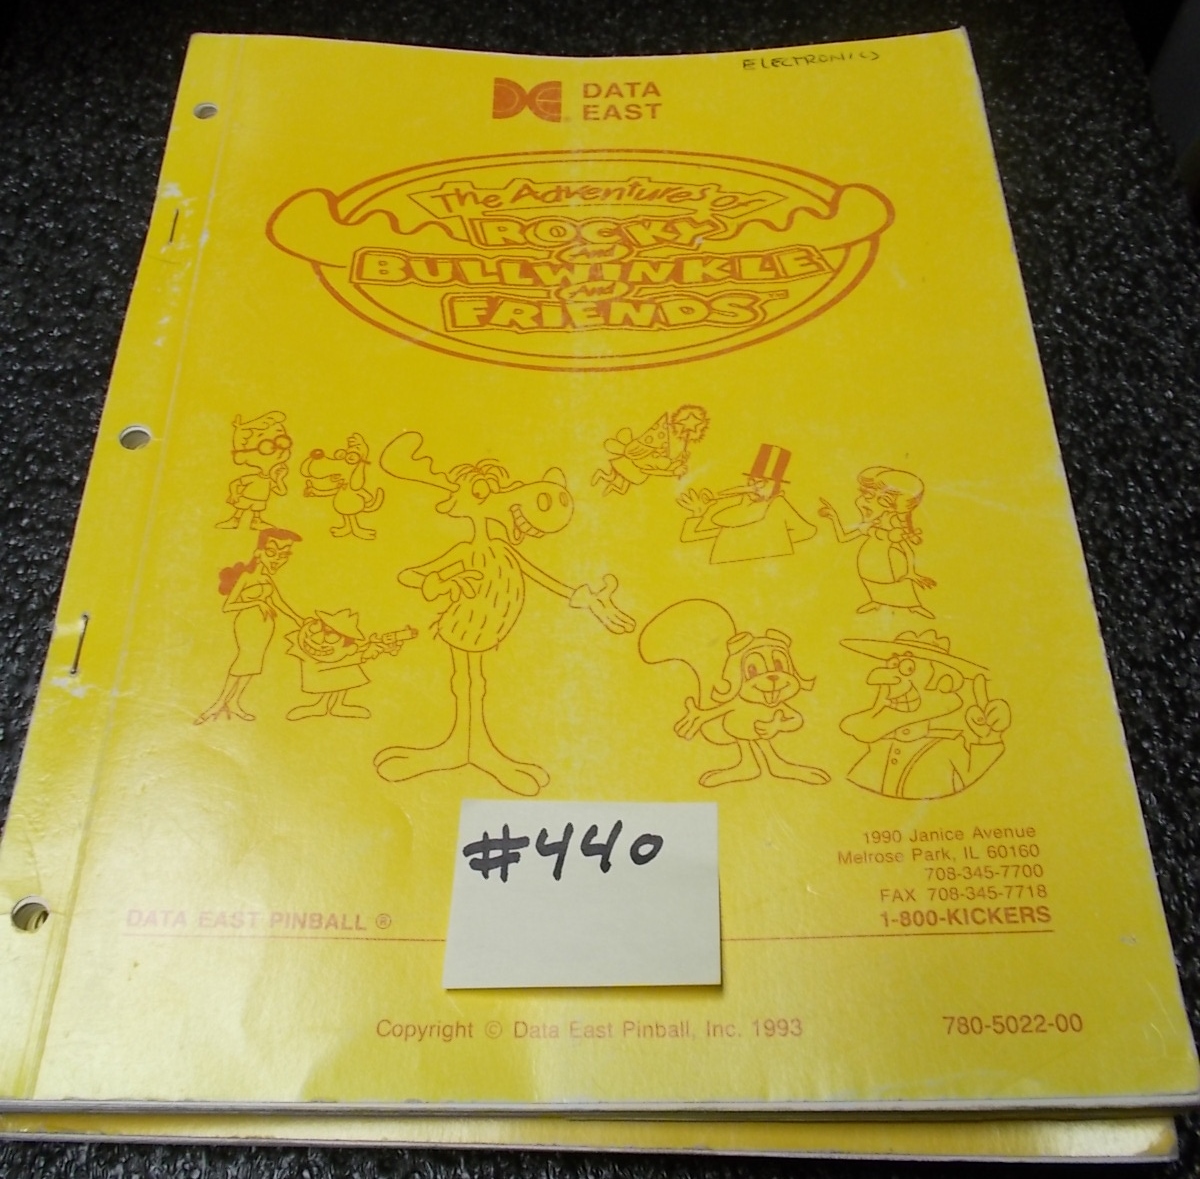 ELECTRONICS
DATA
EAST
The Adventures of
ROCKY
and
BULLWINKLE
and
FRIENDS™
#440
1990 Janice Avenue
Melrose Park, IL 60160
708-345-7700
FAX 708-345-7718
DATA EAST PINBALL ® 1-800-KICKERS
Copyright © Data East Pinball, Inc. 1993 780-5022-00